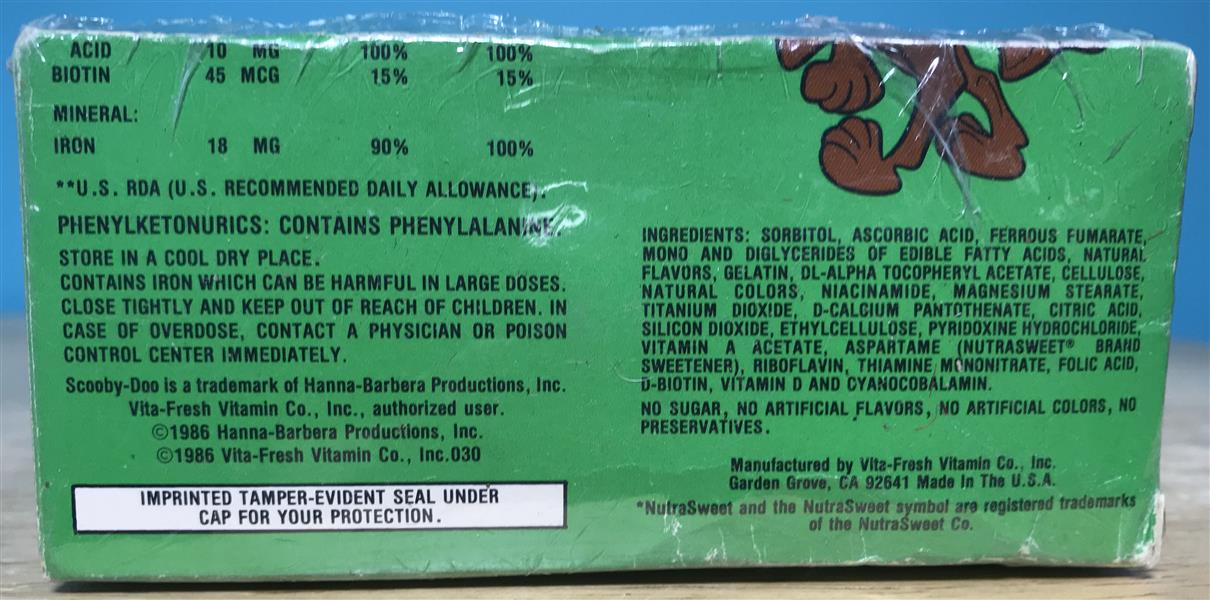 ACID 10 MG 100% 100%
BIOTIN 45 MCG 15% 15%
MINERAL:
IRON 18 MG 90% 100%
**U.S. RDA (U.S. RECOMMENDED DAILY ALLOWANCE).
PHENYLKETONURICS: CONTAINS PHENYLALANINE.
STORE IN A COOL DRY PLACE.
CONTAINS IRON WHICH CAN BE HARMFUL IN LARGE DOSES.
CLOSE TIGHTLY AND KEEP OUT OF REACH OF CHILDREN. IN
CASE OF OVERDOSE, CONTACT A PHYSICIAN OR POISON
CONTROL CENTER IMMEDIATELY.
Scooby-Doo is a trademark of Hanna-Barbera Productions, Inc.
Vita-Fresh Vitamin Co., Inc., authorized user.
©1986 Hanna-Barbera Productions, Inc.
©1986 Vita-Fresh Vitamin Co., Inc.030
IMPRINTED TAMPER-EVIDENT SEAL UNDER
CAP FOR YOUR PROTECTION.
INGREDIENTS: SORBITOL, ASCORBIC ACID, FERROUS FUMARATE,
MONO AND DIGLYCERIDES OF EDIBLE FATTY ACIDS, NATURAL
FLAVORS, GELATIN, DL-ALPHA TOCOPHERYL ACETATE, CELLULOSE,
NATURAL COLORS, NIACINAMIDE, MAGNESIUM STEARATE,
TITANIUM DIOXIDE, D-CALCIUM PANTOTHENATE, CITRIC ACID,
SILICON DIOXIDE, ETHYLCELLULOSE, PYRIDOXINE HYDROCHLORIDE,
VITAMIN A ACETATE, ASPARTAME (NUTRASWEET® BRAND
SWEETENER), RIBOFLAVIN, THIAMINE MONONITRATE, FOLIC ACID,
D-BIOTIN, VITAMIN D AND CYANOCOBALAMIN.
NO SUGAR, NO ARTIFICIAL FLAVORS, NO ARTIFICIAL COLORS, NO
PRESERVATIVES.
Manufactured by Vita-Fresh Vitamin Co., Inc.
Garden Grove, CA 92641 Made In The U.S.A.
*NutraSweet and the NutraSweet symbol are registered trademarks
of the NutraSweet Co.